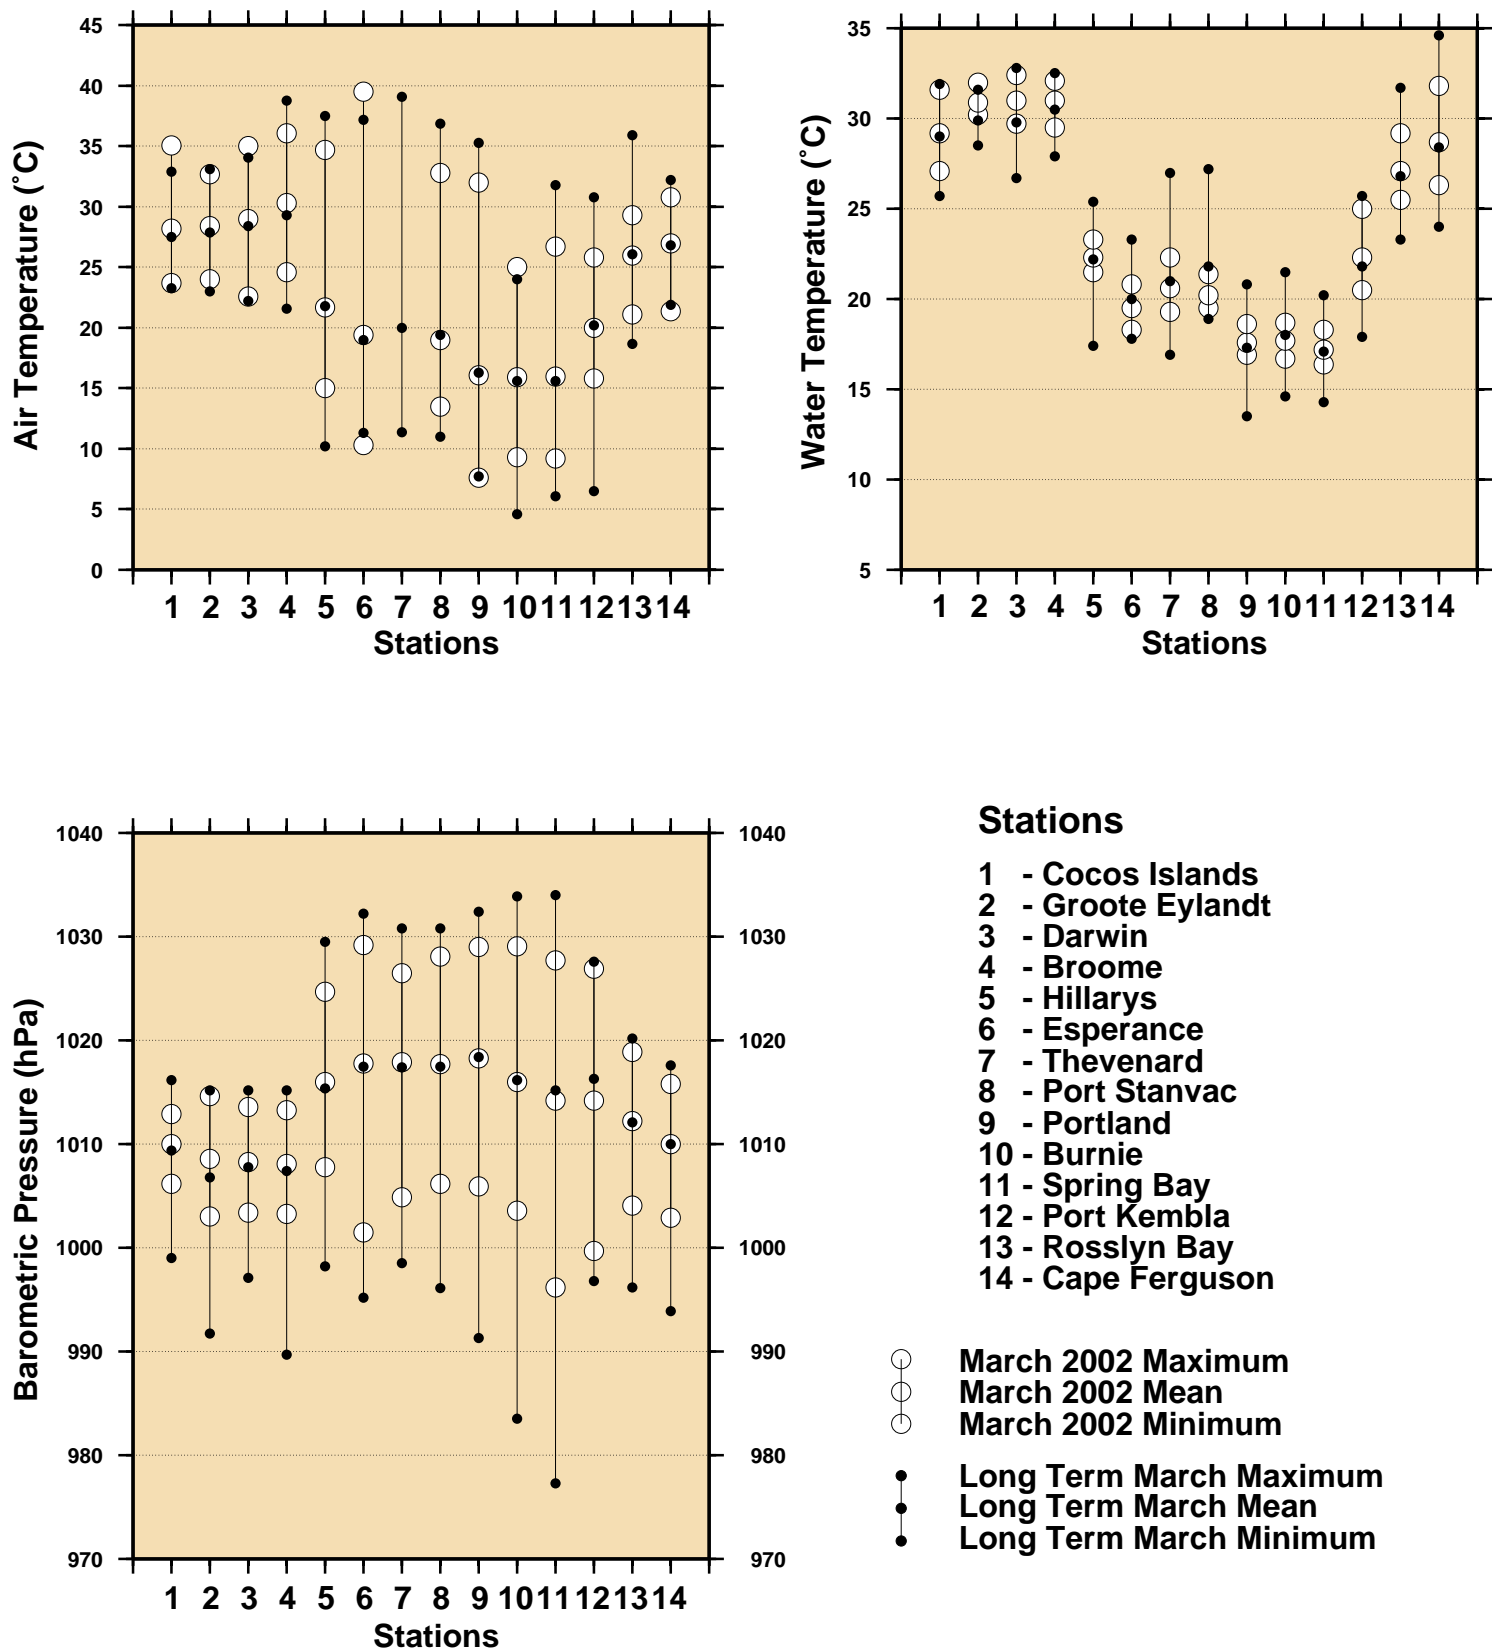 45
40
35
30
25
20
15
10
5
0
Air Temperature (°C)
1 2 3 4 5 6 7 8 9 10 11 12 13 14
Stations
35
30
25
20
15
10
5
Water Temperature (°C)
1 2 3 4 5 6 7 8 9 10 11 12 13 14
Stations
1040 1040
1030 1030
1020 1020
1010 1010
1000 1000
990 990
980 980
970 970
Barometric Pressure (hPa)
1 2 3 4 5 6 7 8 9 10 11 12 13 14
Stations
Stations
1 - Cocos Islands
2 - Groote Eylandt
3 - Darwin
4 - Broome
5 - Hillarys
6 - Esperance
7 - Thevenard
8 - Port Stanvac
9 - Portland
10 - Burnie
11 - Spring Bay
12 - Port Kembla
13 - Rosslyn Bay
14 - Cape Ferguson
March 2002 Maximum
March 2002 Mean
March 2002 Minimum
Long Term March Maximum
Long Term March Mean
Long Term March Minimum